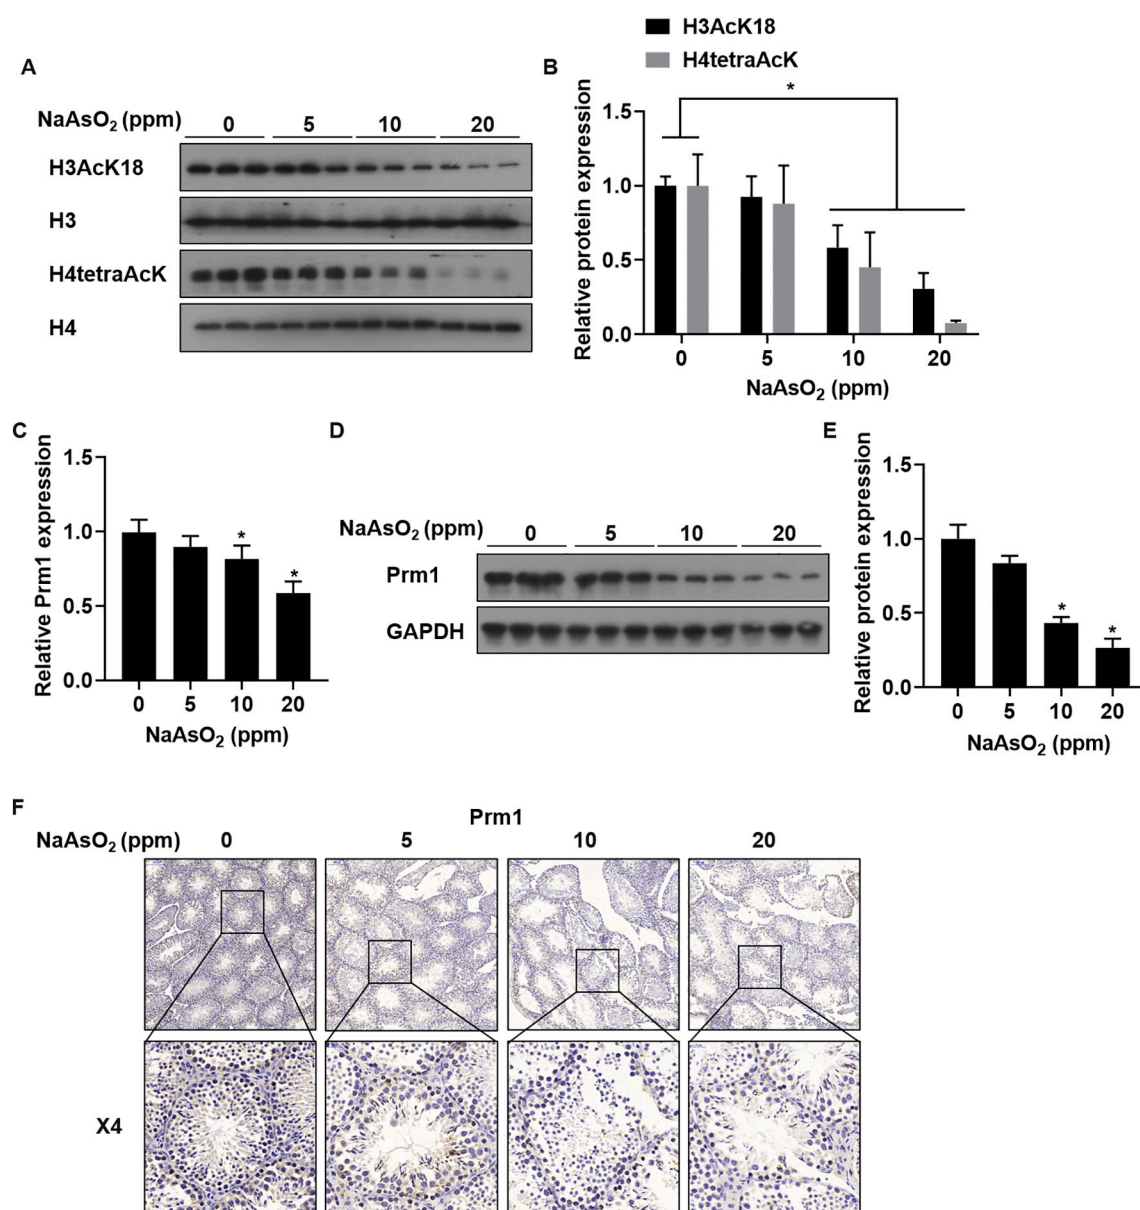 H3AcK18
H4tetraAcK
A
NaAsO2 (ppm) 0 5 10 20
H3AcK18
H3
H4tetraAcK
H4
B
Relative protein expression
*
1.5
1.0
0.5
0.0
0 5 10 20
NaAsO2 (ppm)
C
Relative Prm1 expression
1.5
1.0
0.5
0.0
*
*
0 5 10 20
NaAsO2 (ppm)
D
NaAsO2 (ppm) 0 5 10 20
Prm1
GAPDH
E
Relative protein expression
1.5
1.0
0.5
0.0
*
*
0 5 10 20
NaAsO2 (ppm)
F
Prm1
NaAsO2 (ppm) 0 5 10 20
X4